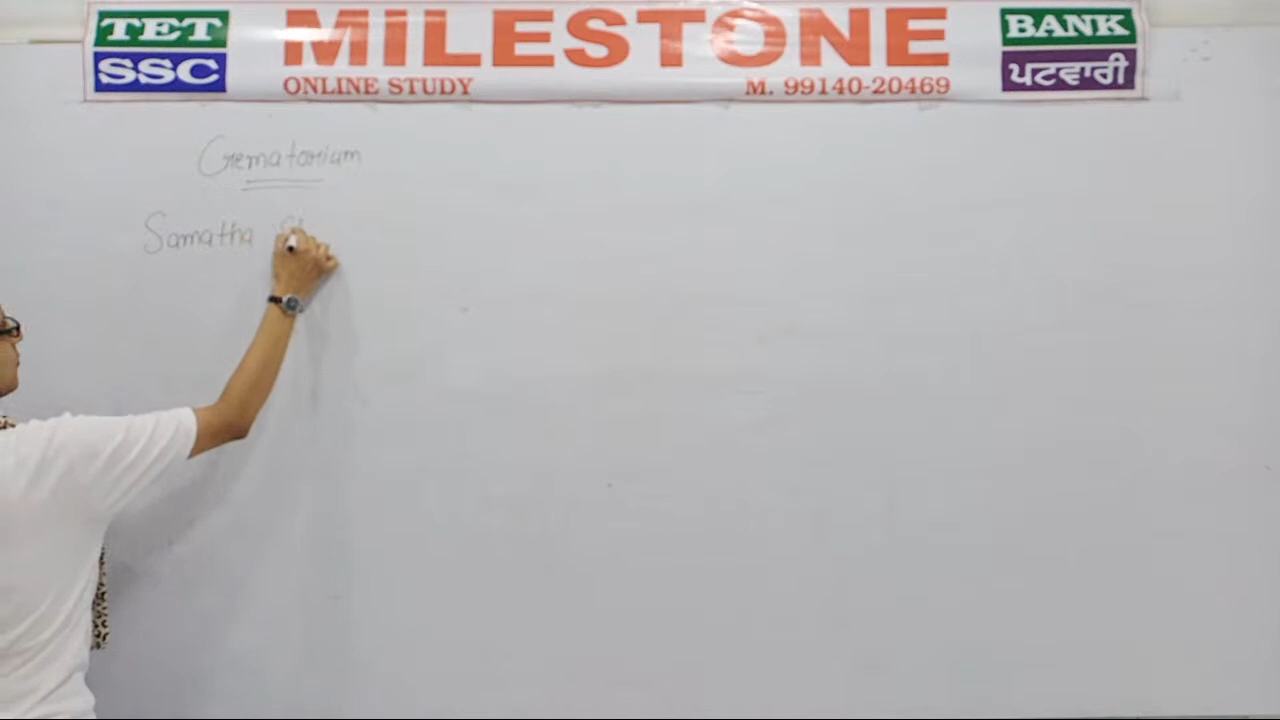 TET
SSC
MILESTONE
ONLINE STUDY M. 99140-20469
BANK
ਪਟਵਾਰੀ
Crematorium
Samatha